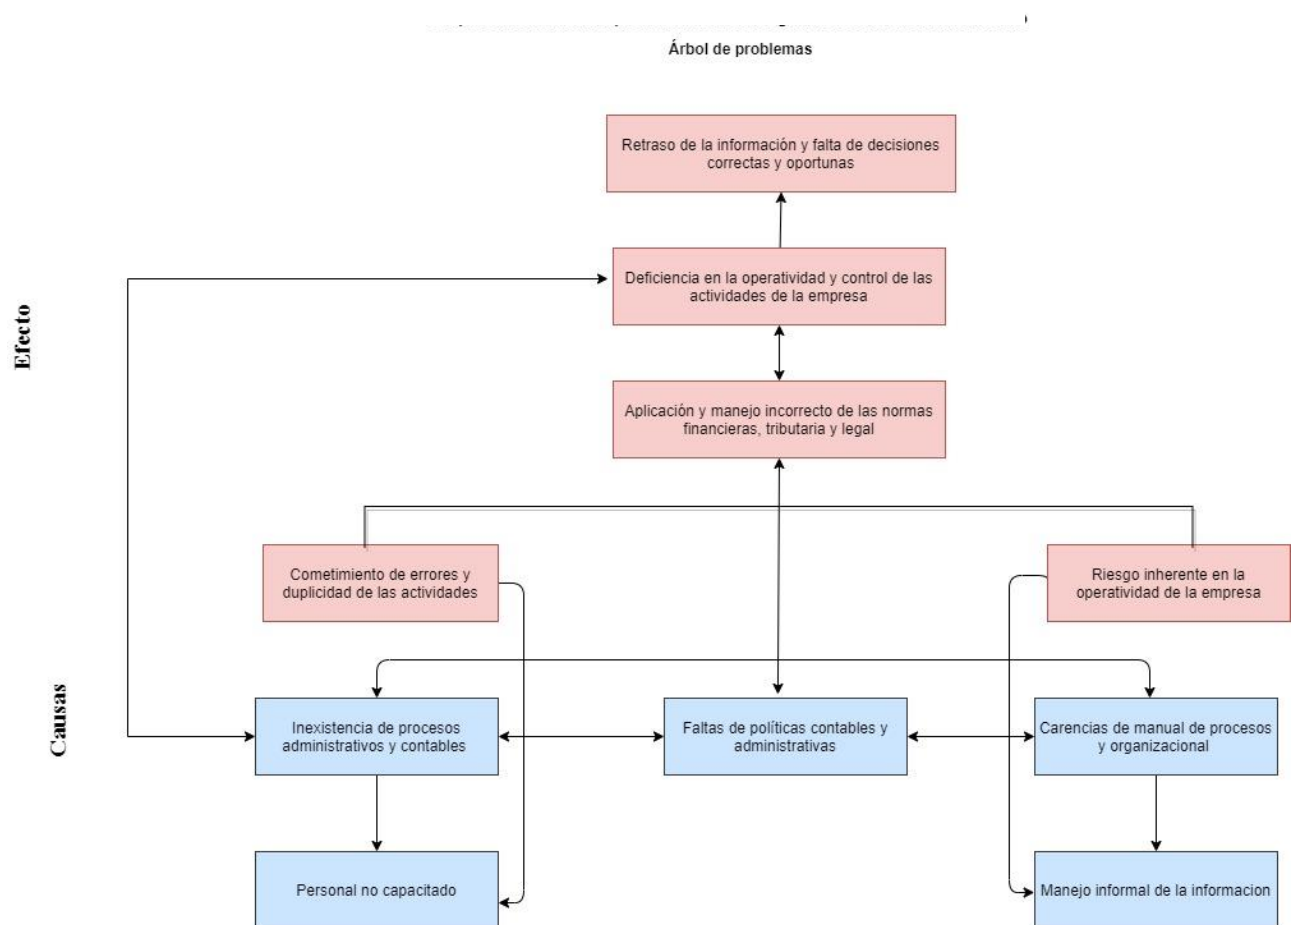 Árbol de problemas
Retraso de la información y falta de decisiones
correctas y oportunas
Efecto
Deficiencia en la operatividad y control de las
actividades de la empresa
Aplicación y manejo incorrecto de las normas
financieras, tributaria y legal
Cometimiento de errores y
duplicidad de las actividades
Riesgo inherente en la
operatividad de la empresa
Causas
Inexistencia de procesos
administrativos y contables
Faltas de políticas contables y
administrativas
Carencias de manual de procesos
y organizacional
Personal no capacitado
Manejo informal de la informacion